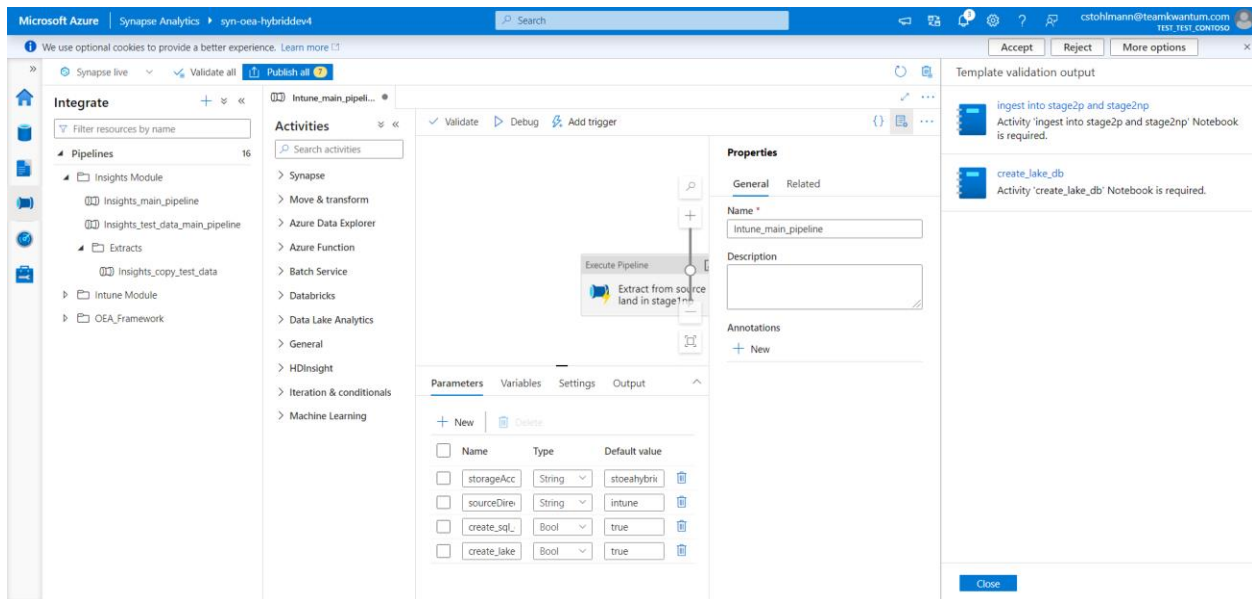 Microsoft Azure | Synapse Analytics ▸ syn-oea-hybriddev4
Search
3
cstohlmann@teamkwantum.com
TEST_TEST_CONTOSO
We use optional cookies to provide a better experience. Learn more
Accept
Reject
More options
Synapse live
Validate all
Publish all 7
Integrate
Filter resources by name
Pipelines 16
Insights Module
Insights_main_pipeline
Insights_test_data_main_pipeline
Extracts
Insights_copy_test_data
Intune Module
OEA_Framework
Intune_main_pipeli...
Activities
Search activities
Synapse
Move & transform
Azure Data Explorer
Azure Function
Batch Service
Databricks
Data Lake Analytics
General
HDInsight
Iteration & conditionals
Machine Learning
Validate
Debug
Add trigger
Execute Pipeline
Extract from source
land in stage1np
Parameters
Variables
Settings
Output
New
Delete
Name Type Default value
storageAcc String stoeahybri
sourceDire String intune
create_sql_ Bool true
create_lake Bool true
Properties
General
Related
Name *
Intune_main_pipeline
Description
Annotations
New
Template validation output
ingest into stage2p and stage2np
Activity 'ingest into stage2p and stage2np' Notebook
is required.
create_lake_db
Activity 'create_lake_db' Notebook is required.
Close